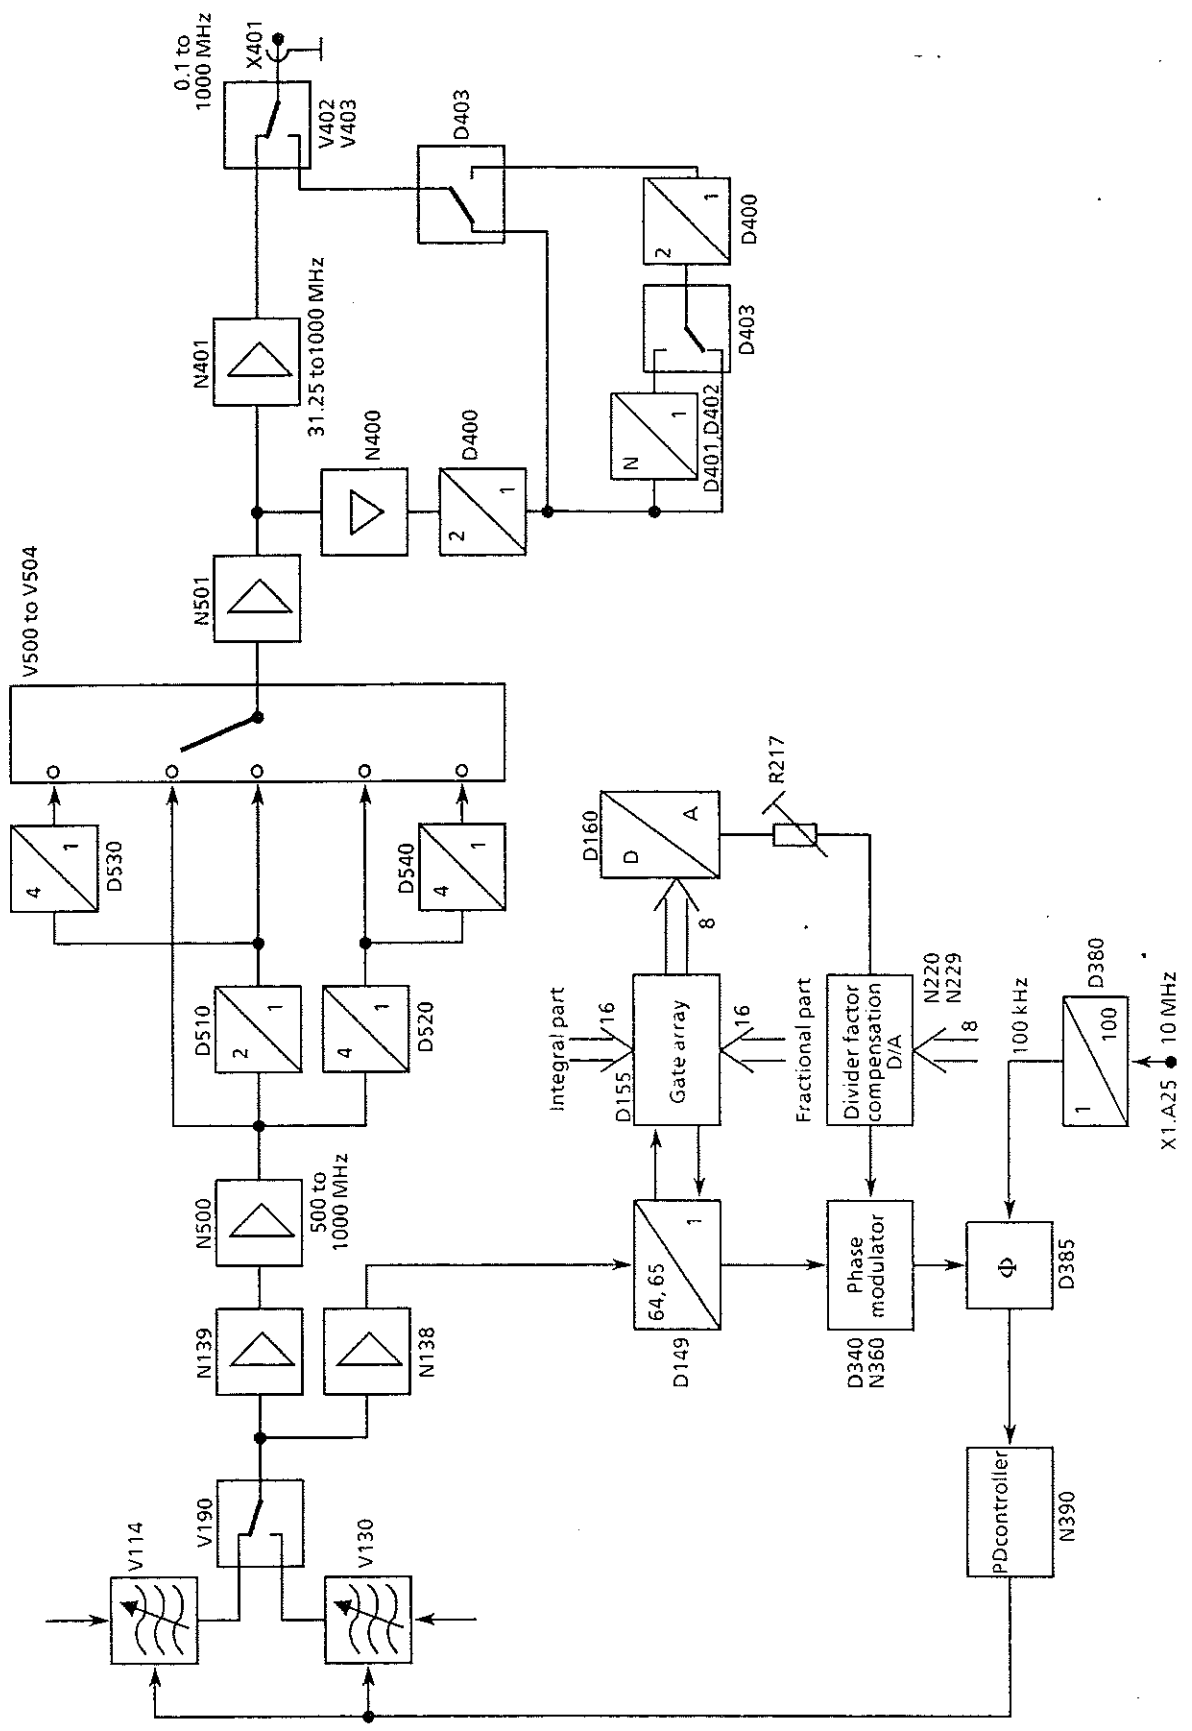 V114
V130
V190
N139
N138
N500
500 to
1000 MHz
D510
2
1
D520
4
1
D530
4
1
D540
4
1
V500 to V504
N501
N401
31.25 to 1000 MHz
N400
D400
2
1
N
1
D401,D402
D403
2
1
D400
D403
V402
V403
0.1 to
1000 MHz
X401
64, 65
1
D149
Integral part
16
D155
Gate array
16
Fractional part
8
D160
D
A
R217
Divider factor
compensation
D/A
N220
N229
8
Phase
modulator
D340
N360
Φ
D385
100 kHz
1
100
D380
X1.A25
10 MHz
PDcontroller
N390